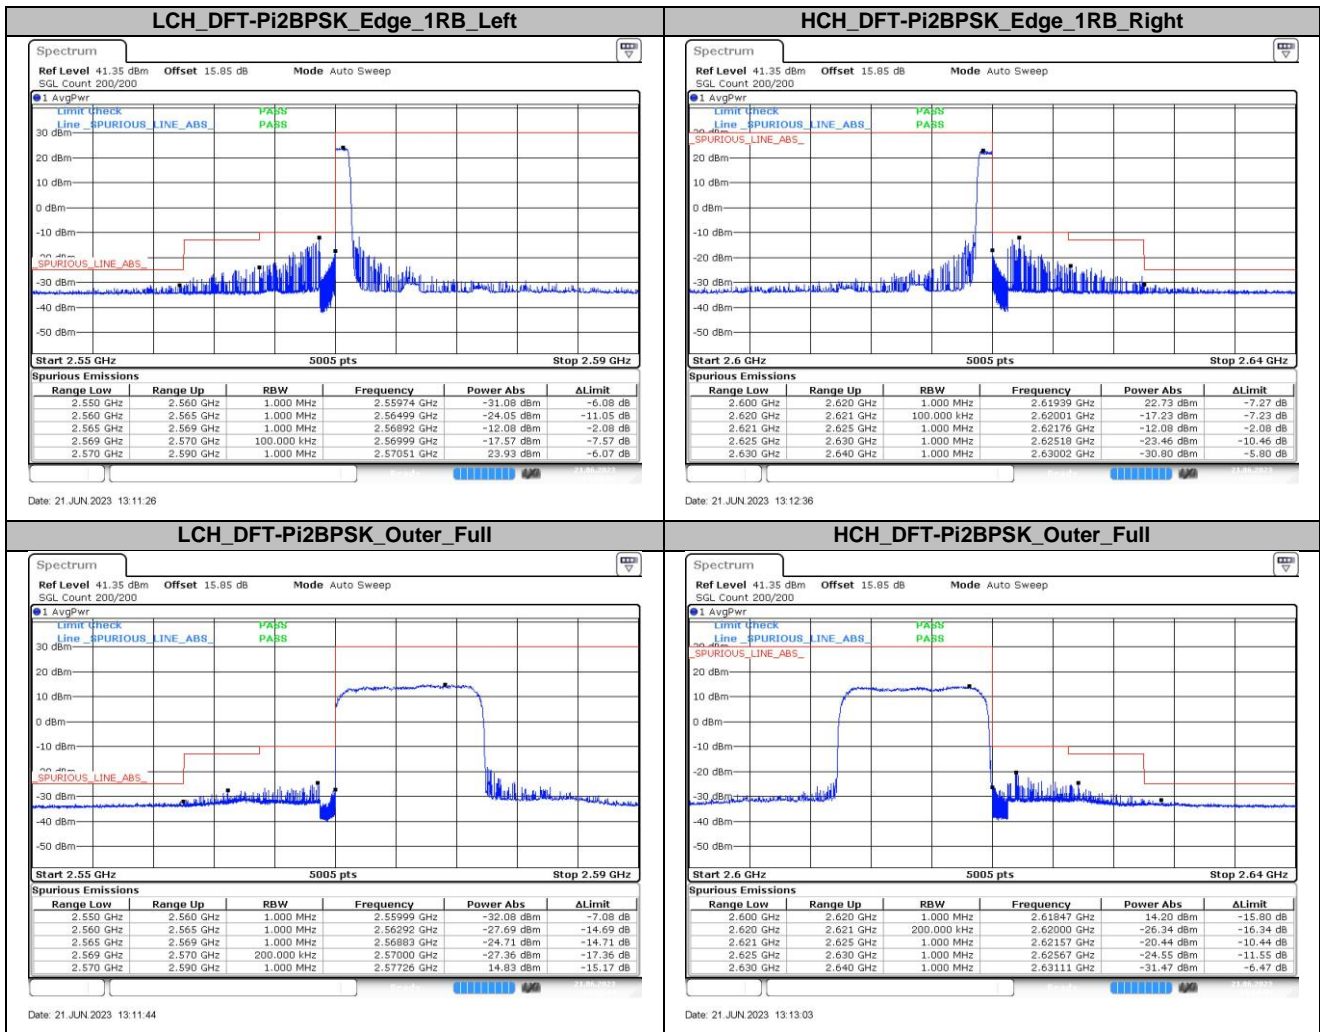 LCH_DFT-Pi2BPSK_Edge_1RB_Left
Spectrum
Ref Level 41.35 dBm Offset 15.85 dB Mode Auto Sweep
SGL Count 200/200
1 AvgPwr
Limit Check PASS
Line _SPURIOUS_LINE_ABS_ PASS
30 dBm
20 dBm
10 dBm
0 dBm
-10 dBm
-20 dBm
_SPURIOUS_LINE_ABS_
-30 dBm
-40 dBm
-50 dBm
Start 2.55 GHz 5005 pts Stop 2.59 GHz
Spurious Emissions
Range Low Range Up RBW Frequency Power Abs ΔLimit
2.550 GHz 2.560 GHz 1.000 MHz 2.55974 GHz -31.08 dBm -6.08 dB
2.560 GHz 2.565 GHz 1.000 MHz 2.56499 GHz -24.05 dBm -11.05 dB
2.565 GHz 2.569 GHz 1.000 MHz 2.56892 GHz -12.08 dBm -2.08 dB
2.569 GHz 2.570 GHz 100.000 kHz 2.56999 GHz -17.57 dBm -7.57 dB
2.570 GHz 2.590 GHz 1.000 MHz 2.57051 GHz 23.93 dBm -6.07 dB
Date: 21.JUN.2023 13:11:26
HCH_DFT-Pi2BPSK_Edge_1RB_Right
Spectrum
Ref Level 41.35 dBm Offset 15.85 dB Mode Auto Sweep
SGL Count 200/200
1 AvgPwr
Limit Check PASS
Line _SPURIOUS_LINE_ABS_ PASS
_SPURIOUS_LINE_ABS_
20 dBm
10 dBm
0 dBm
-10 dBm
-20 dBm
-30 dBm
-40 dBm
-50 dBm
Start 2.6 GHz 5005 pts Stop 2.64 GHz
Spurious Emissions
Range Low Range Up RBW Frequency Power Abs ΔLimit
2.600 GHz 2.620 GHz 1.000 MHz 2.61939 GHz 22.73 dBm -7.27 dB
2.620 GHz 2.621 GHz 100.000 kHz 2.62001 GHz -17.23 dBm -7.23 dB
2.621 GHz 2.625 GHz 1.000 MHz 2.62176 GHz -12.08 dBm -2.08 dB
2.625 GHz 2.630 GHz 1.000 MHz 2.62518 GHz -23.46 dBm -10.46 dB
2.630 GHz 2.640 GHz 1.000 MHz 2.63002 GHz -30.80 dBm -5.80 dB
Date: 21.JUN.2023 13:12:36
LCH_DFT-Pi2BPSK_Outer_Full
Spectrum
Ref Level 41.35 dBm Offset 15.85 dB Mode Auto Sweep
SGL Count 200/200
1 AvgPwr
Limit Check PASS
Line _SPURIOUS_LINE_ABS_ PASS
30 dBm
20 dBm
10 dBm
0 dBm
-10 dBm
_SPURIOUS_LINE_ABS_
-30 dBm
-40 dBm
-50 dBm
Start 2.55 GHz 5005 pts Stop 2.59 GHz
Spurious Emissions
Range Low Range Up RBW Frequency Power Abs ΔLimit
2.550 GHz 2.560 GHz 1.000 MHz 2.55999 GHz -32.08 dBm -7.08 dB
2.560 GHz 2.565 GHz 1.000 MHz 2.56292 GHz -27.69 dBm -14.69 dB
2.565 GHz 2.569 GHz 1.000 MHz 2.56883 GHz -24.71 dBm -14.71 dB
2.569 GHz 2.570 GHz 200.000 kHz 2.57000 GHz -27.36 dBm -17.36 dB
2.570 GHz 2.590 GHz 1.000 MHz 2.57726 GHz 14.83 dBm -15.17 dB
Date: 21.JUN.2023 13:11:44
HCH_DFT-Pi2BPSK_Outer_Full
Spectrum
Ref Level 41.35 dBm Offset 15.85 dB Mode Auto Sweep
SGL Count 200/200
1 AvgPwr
Limit Check PASS
Line _SPURIOUS_LINE_ABS_ PASS
_SPURIOUS_LINE_ABS_
20 dBm
10 dBm
0 dBm
-10 dBm
-20 dBm
-30 dBm
-40 dBm
-50 dBm
Start 2.6 GHz 5005 pts Stop 2.64 GHz
Spurious Emissions
Range Low Range Up RBW Frequency Power Abs ΔLimit
2.600 GHz 2.620 GHz 1.000 MHz 2.61847 GHz 14.20 dBm -15.80 dB
2.620 GHz 2.621 GHz 200.000 kHz 2.62000 GHz -26.34 dBm -16.34 dB
2.621 GHz 2.625 GHz 1.000 MHz 2.62157 GHz -20.44 dBm -10.44 dB
2.625 GHz 2.630 GHz 1.000 MHz 2.62567 GHz -24.55 dBm -11.55 dB
2.630 GHz 2.640 GHz 1.000 MHz 2.63111 GHz -31.47 dBm -6.47 dB
Date: 21.JUN.2023 13:13:03